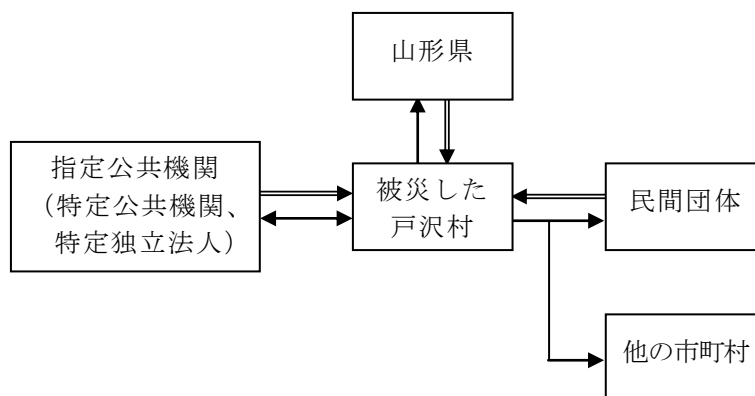 山形県
指定公共機関
（特定公共機関、
特定独立法人）
被災した
戸沢村
民間団体
他の市町村